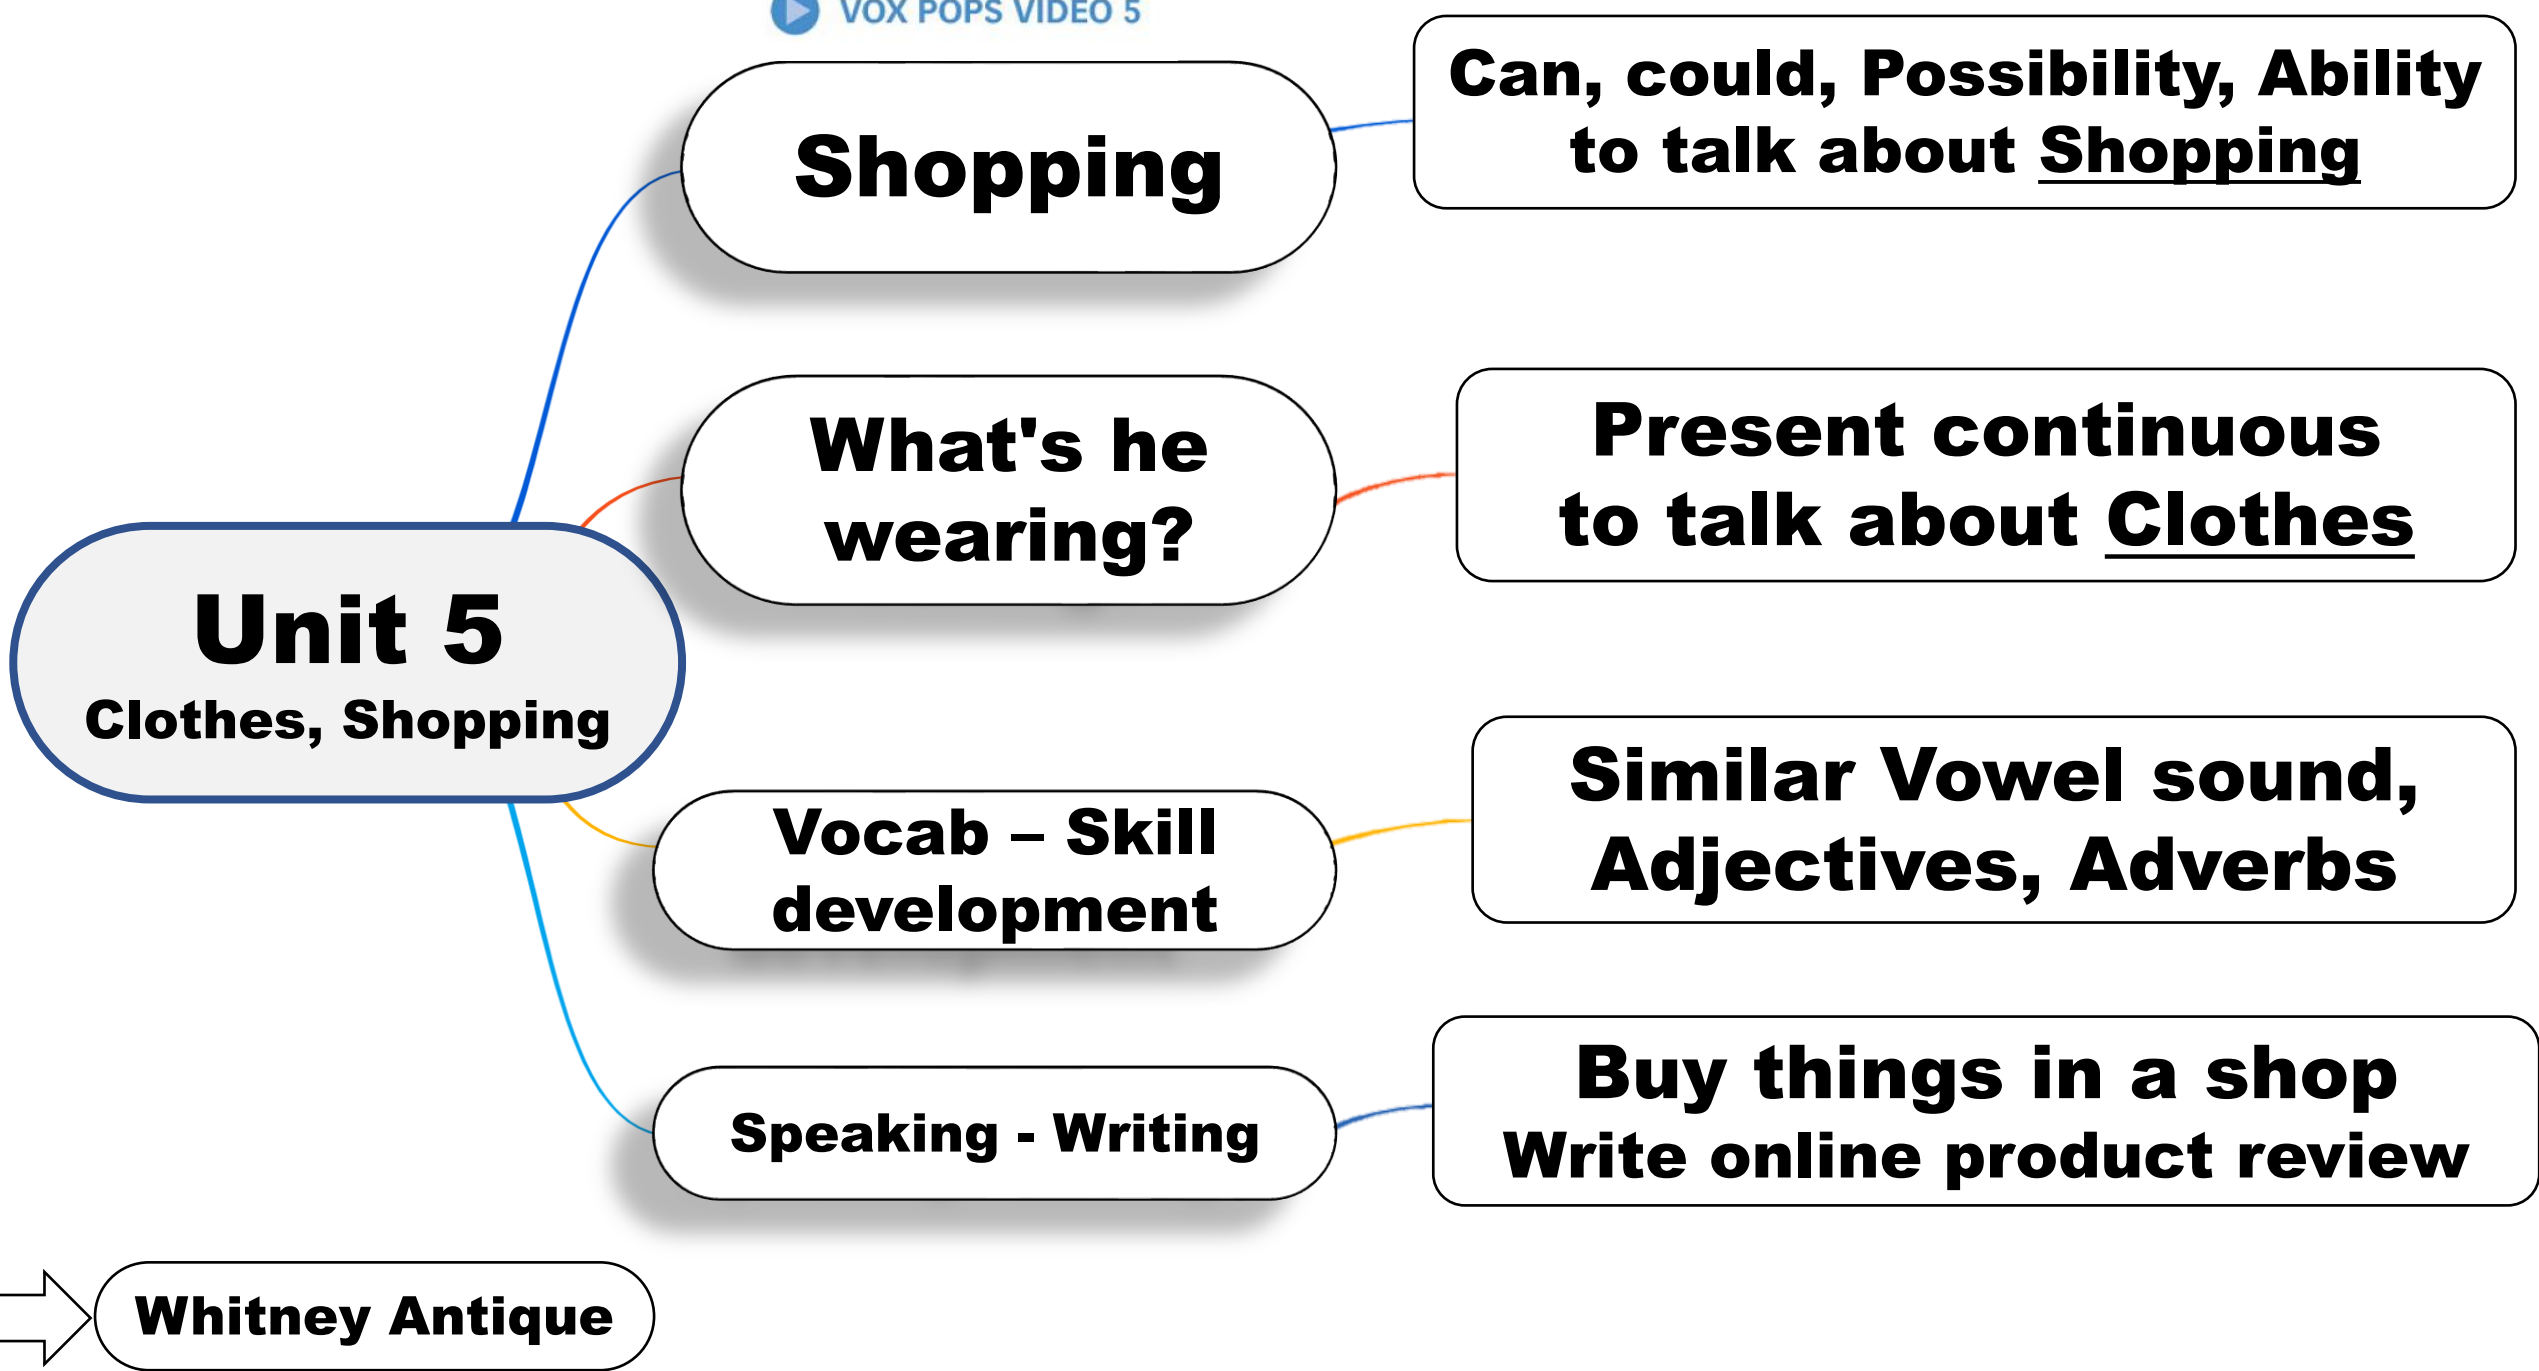 VOX POPS VIDEO 5
Shopping
Can, could, Possibility, Ability
to talk about Shopping
What's he
wearing?
Present continuous
to talk about Clothes
Unit 5
Clothes, Shopping
Vocab – Skill
development
Similar Vowel sound,
Adjectives, Adverbs
Speaking - Writing
Buy things in a shop
Write online product review
Whitney Antique